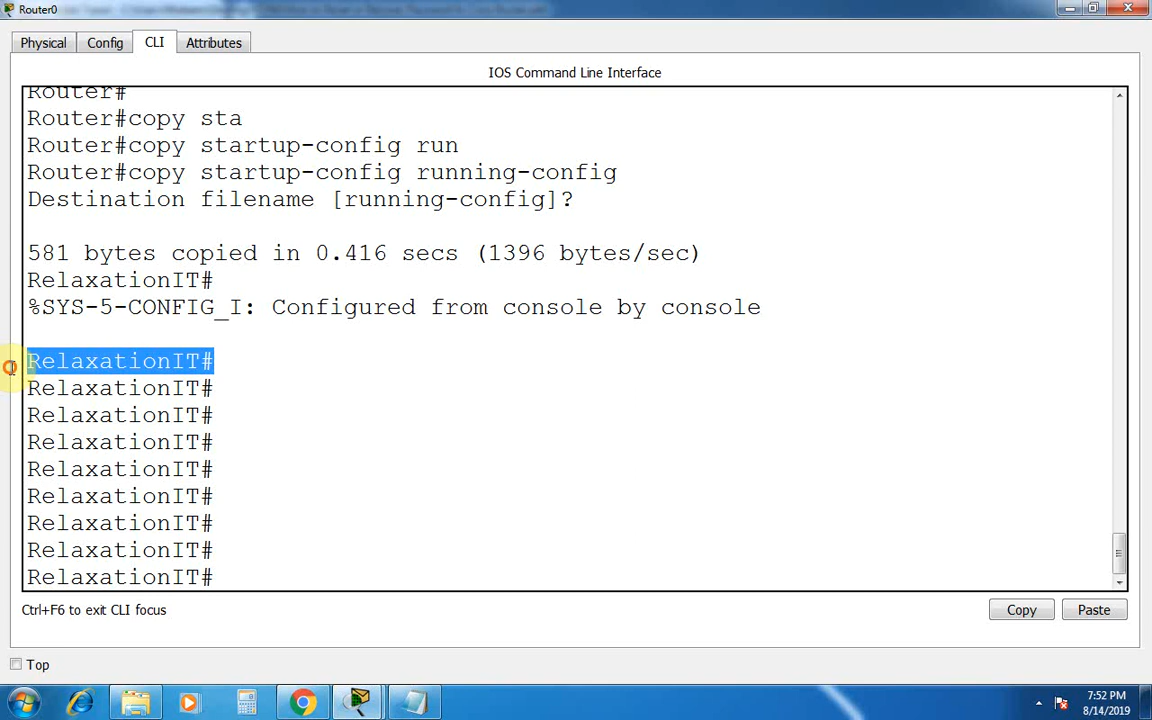 Router0
Physical
Config
CLI
Attributes
IOS Command Line Interface
Router#
Router#copy sta
Router#copy startup-config run
Router#copy startup-config running-config
Destination filename [running-config]?
581 bytes copied in 0.416 secs (1396 bytes/sec)
RelaxationIT#
%SYS-5-CONFIG_I: Configured from console by console
RelaxationIT#
RelaxationIT#
RelaxationIT#
RelaxationIT#
RelaxationIT#
RelaxationIT#
RelaxationIT#
RelaxationIT#
RelaxationIT#
Ctrl+F6 to exit CLI focus
Copy
Paste
Top
7:52 PM
8/14/2019